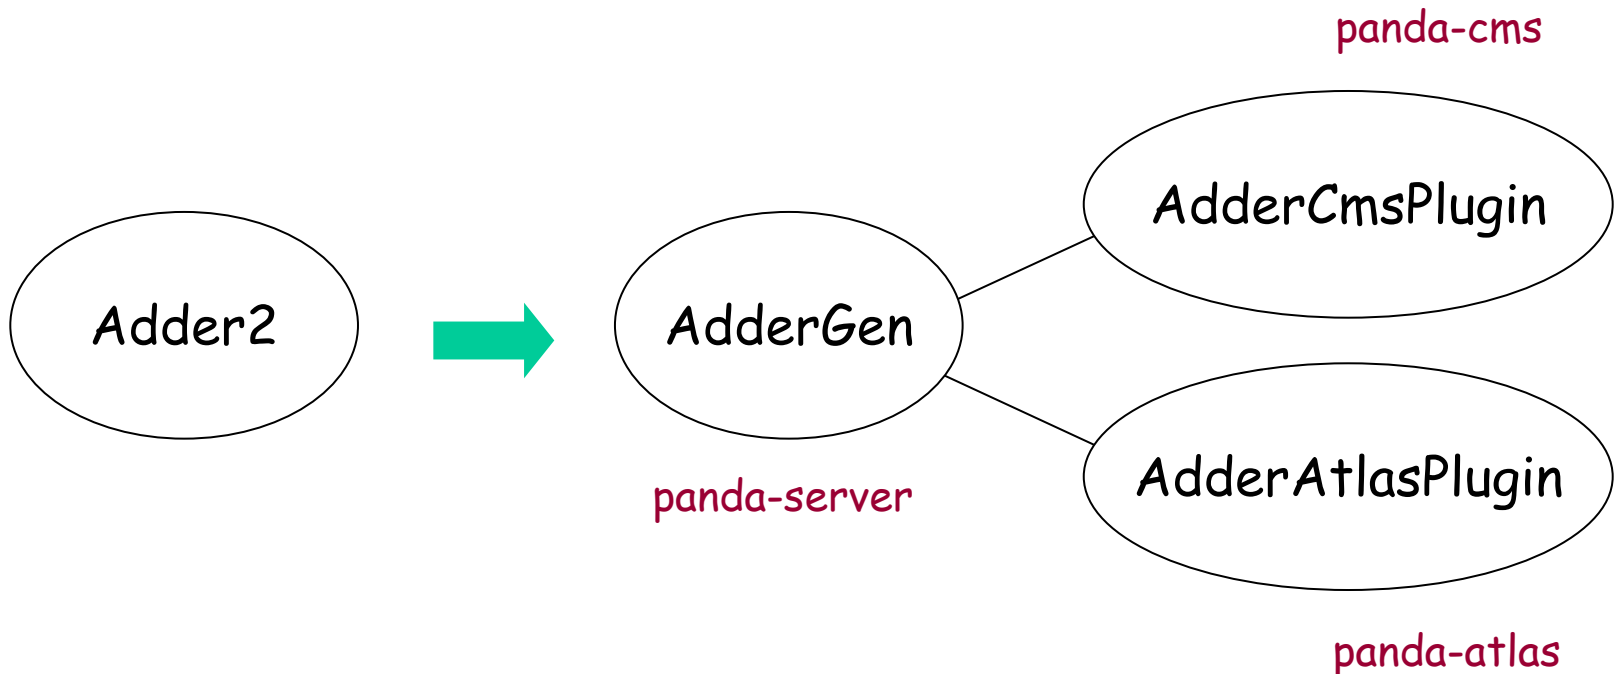 panda-cms
AdderCmsPlugin
Adder2
AdderGen
AdderAtlasPlugin
panda-server
panda-atlas